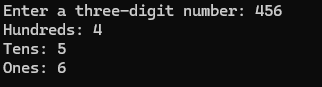 Enter a three-digit number: 456
Hundreds: 4
Tens: 5
Ones: 6